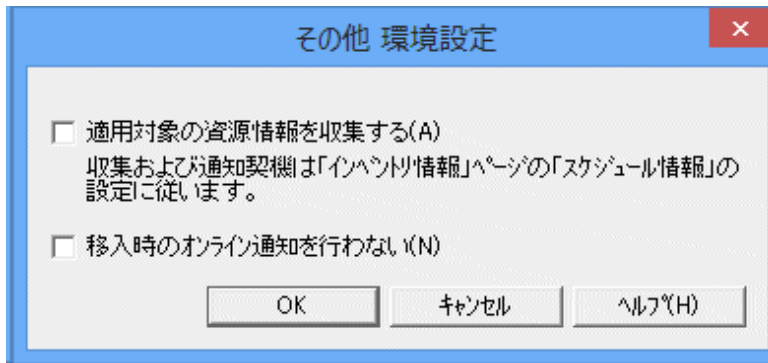 その他 環境設定
適用対象の資源情報を収集する(A)
収集および通知契機は「インベントリ情報」ページの「スケジュール情報」の
設定に従います。
移入時のオンライン通知を行わない(N)
OK キャンセル ヘルプ(H)